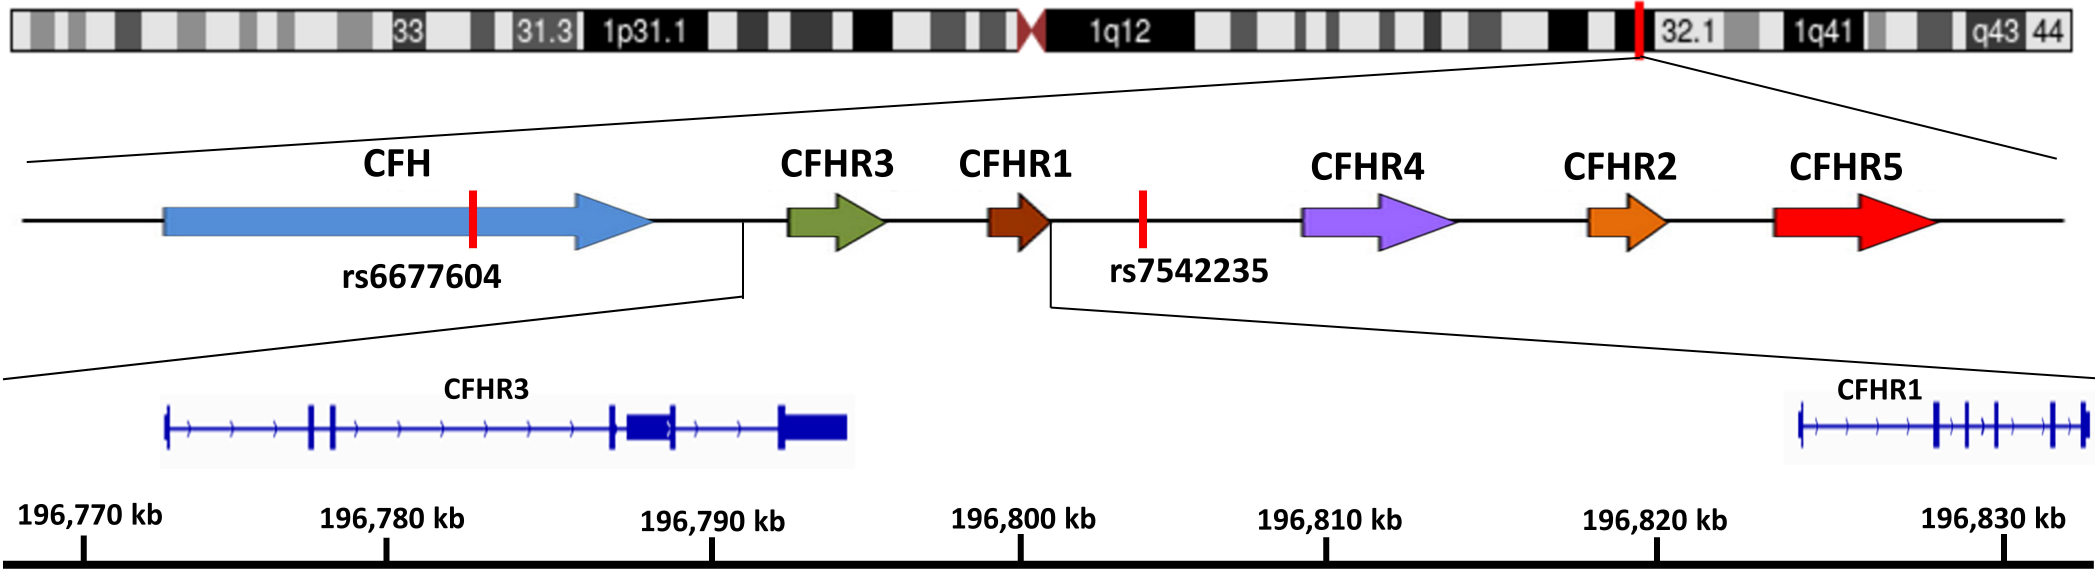 33 31.3 1p31.1 1q12 32.1 1q41 q43 44
CFH CFHR3 CFHR1 CFHR4 CFHR2 CFHR5
rs6677604 rs7542235
CFHR3 CFHR1
196,770 kb 196,780 kb 196,790 kb 196,800 kb 196,810 kb 196,820 kb 196,830 kb